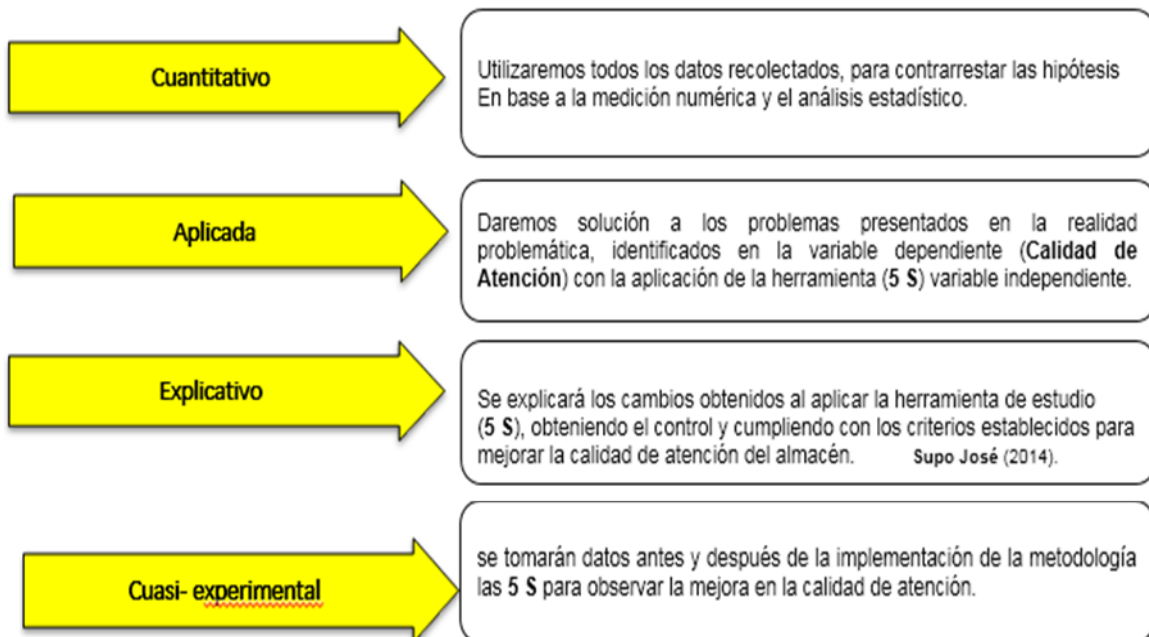 Cuantitativo
Utilizaremos todos los datos recolectados, para contrarrestar las hipótesis
En base a la medición numérica y el análisis estadístico.
Aplicada
Daremos solución a los problemas presentados en la realidad
problemática, identificados en la variable dependiente (Calidad de
Atención) con la aplicación de la herramienta (5 S) variable independiente.
Explicativo
Se explicará los cambios obtenidos al aplicar la herramienta de estudio
(5 S), obteniendo el control y cumpliendo con los criterios establecidos para
mejorar la calidad de atención del almacén. Supo José (2014).
Cuasi- experimental
se tomarán datos antes y después de la implementación de la metodología
las 5 S para observar la mejora en la calidad de atención.